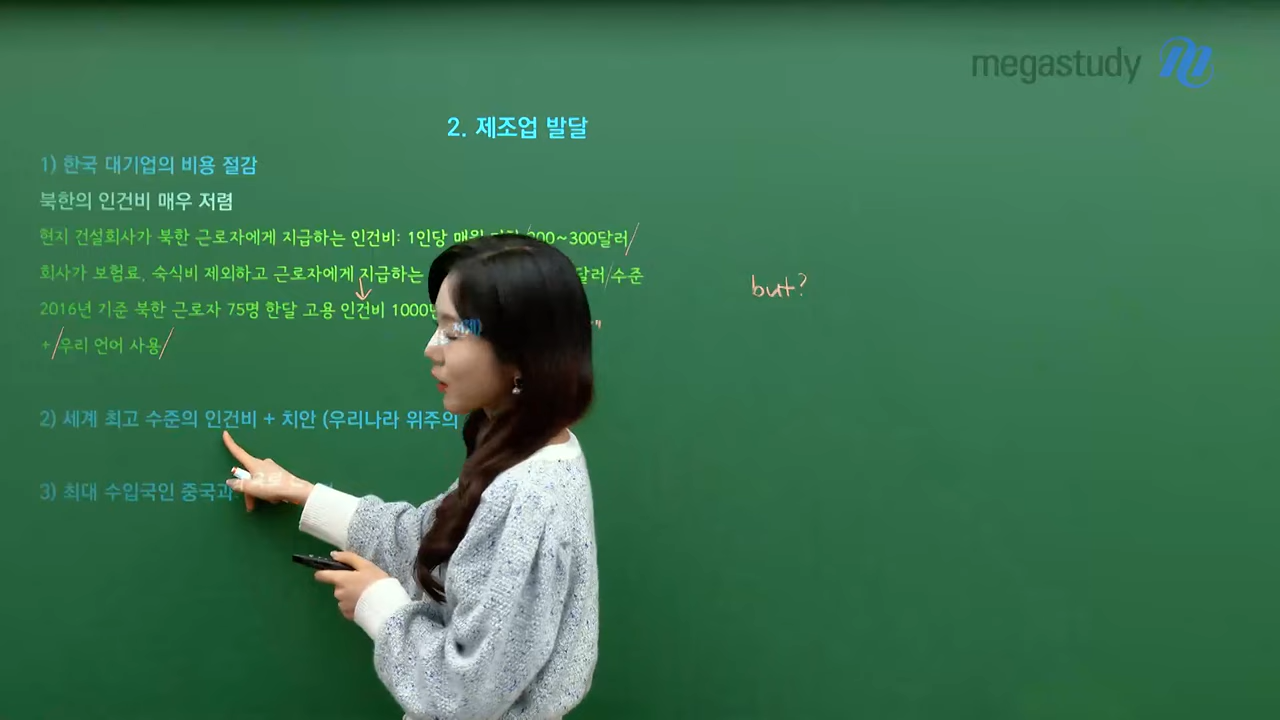 megastudy
2. 제조업 발달
1) 한국 대기업의 비용 절감
북한의 인건비 매우 저렴
현지 건설회사가 북한 근로자에게 지급하는 인건비: 1인당 매월 200~300달러
회사가 보험료, 숙식비 제외하고 근로자에게 지급하는 달러 수준
but?
2016년 기준 북한 근로자 75명 한달 고용 인건비
+ 우리 언어 사용
2) 세계 최고 수준의 인건비 + 치안 (우리나라 위주의
3) 최대 수입국인 중국과